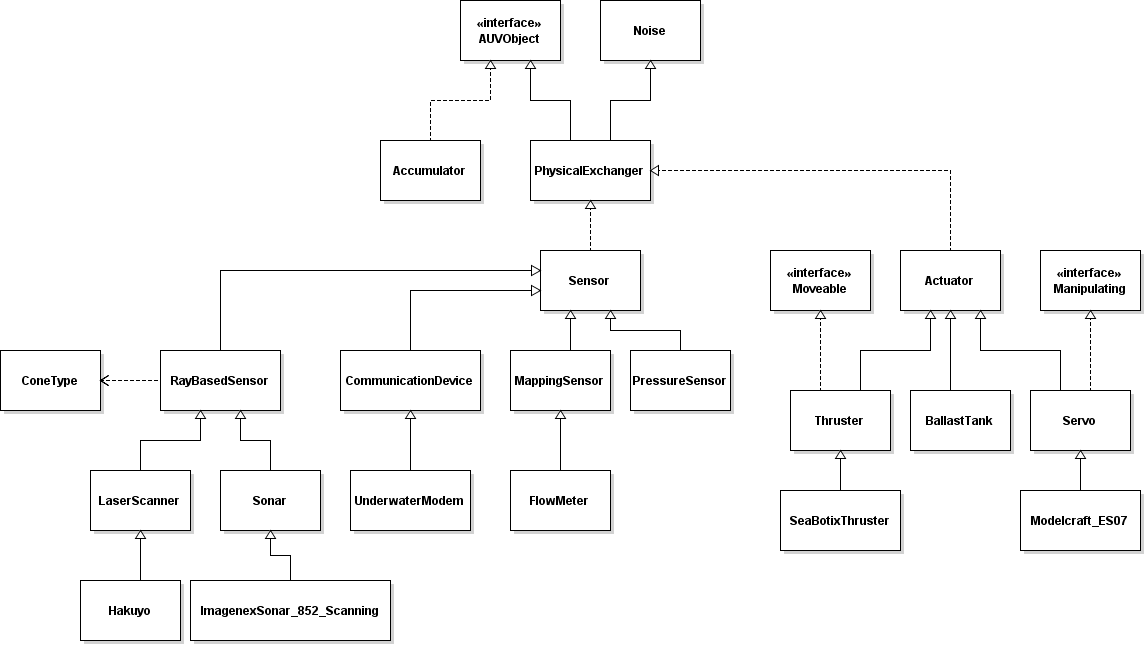 «interface»
AUVObject
Noise
Accumulator
PhysicalExchanger
Sensor
«interface»
Moveable
Actuator
«interface»
Manipulating
ConeType
RayBasedSensor
CommunicationDevice
MappingSensor
PressureSensor
Thruster
BallastTank
Servo
LaserScanner
Sonar
UnderwaterModem
FlowMeter
SeaBotixThruster
Modelcraft_ES07
Hakuyo
ImagenexSonar_852_Scanning